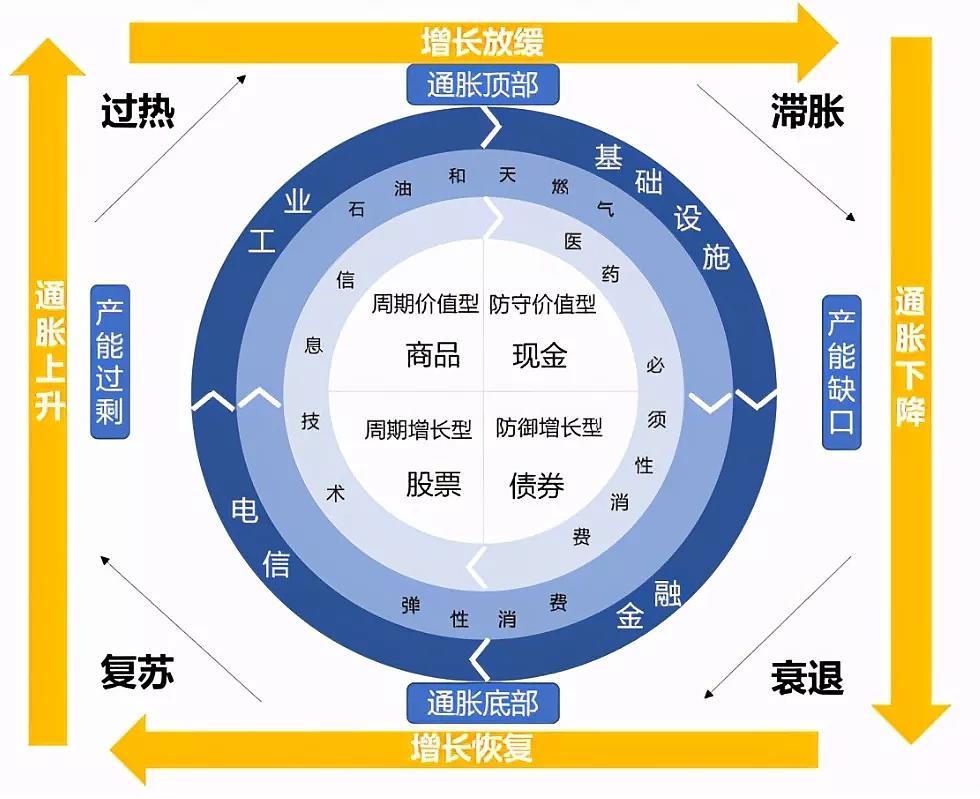 增长放缓
通胀顶部
过热
滞胀
通胀上升
产能过剩
产能缺口
通胀下降
工业
基础设施
石油和天然气
信息技术
医药
必须性消费
周期价值型
防守价值型
商品
现金
周期增长型
防御增长型
股票
债券
电信
金融
弹性消费
复苏
衰退
通胀底部
增长恢复